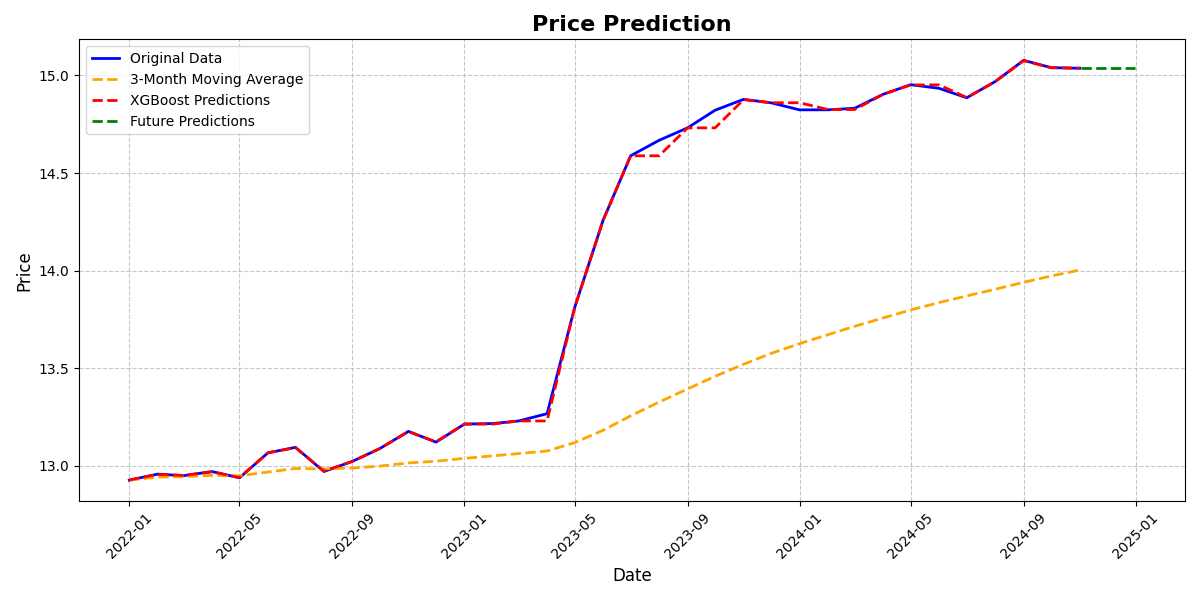 Price Prediction
Original Data
3-Month Moving Average
XGBoost Predictions
Future Predictions
Price
15.0
14.5
14.0
13.5
13.0
2022-01
2022-05
2022-09
2023-01
2023-05
2023-09
2024-01
2024-05
2024-09
2025-01
Date